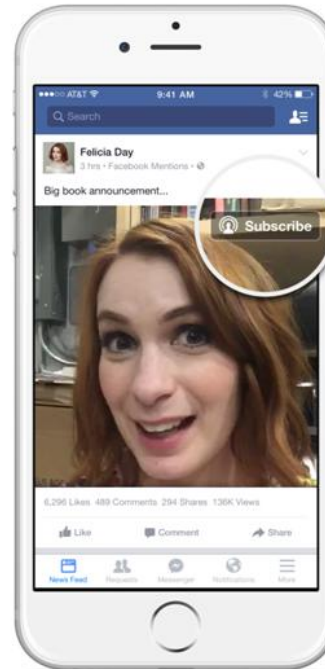 AT&T 9:41 AM 42%
Search
Felicia Day
3 hrs • Facebook Mentions •
Big book announcement...
Subscribe
6,296 Likes 489 Comments 294 Shares 136K Views
Like Comment Share
News Feed Requests Messenger Notifications More